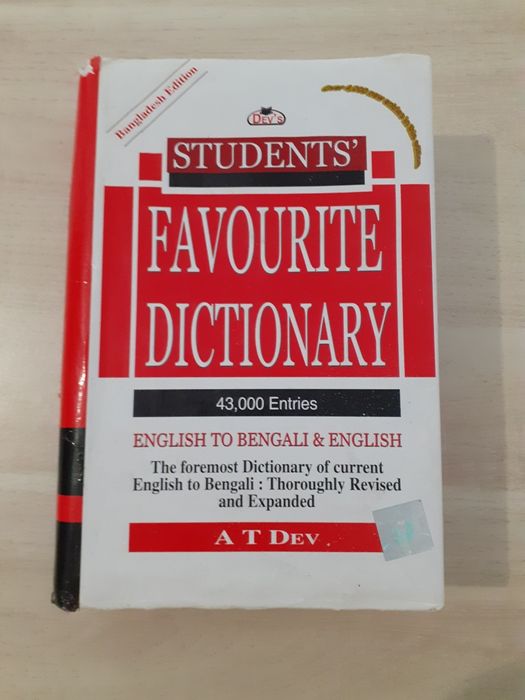 Bangladesh Edition
DEV'S
STUDENTS'
FAVOURITE
DICTIONARY
43,000 Entries
ENGLISH TO BENGALI & ENGLISH
The foremost Dictionary of current
English to Bengali : Thoroughly Revised
and Expanded
A T DEV